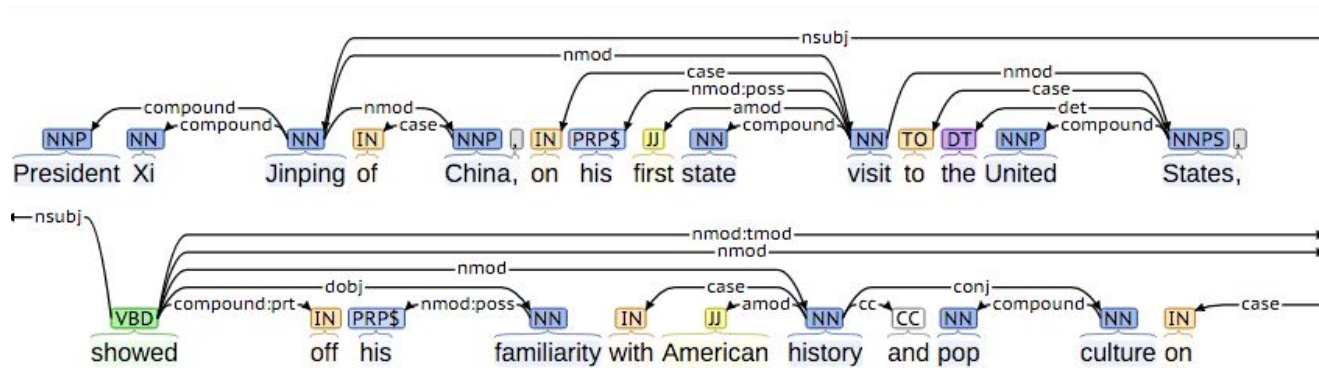 nsubj
nmod
case nmod
nmod:poss case
compound nmod amod det
compound case compound compound
NNP NN NN IN NNP , IN PRP$ JJ NN NN TO DT NNP NNPS ,
President Xi Jinping of China, on his first state visit to the United States,
nsubj
nmod:tmod
nmod
nmod
dobj case conj
compound:prt nmod:poss amod cc compound case
VBD IN PRP$ NN IN JJ NN CC NN NN IN
showed off his familiarity with American history and pop culture on